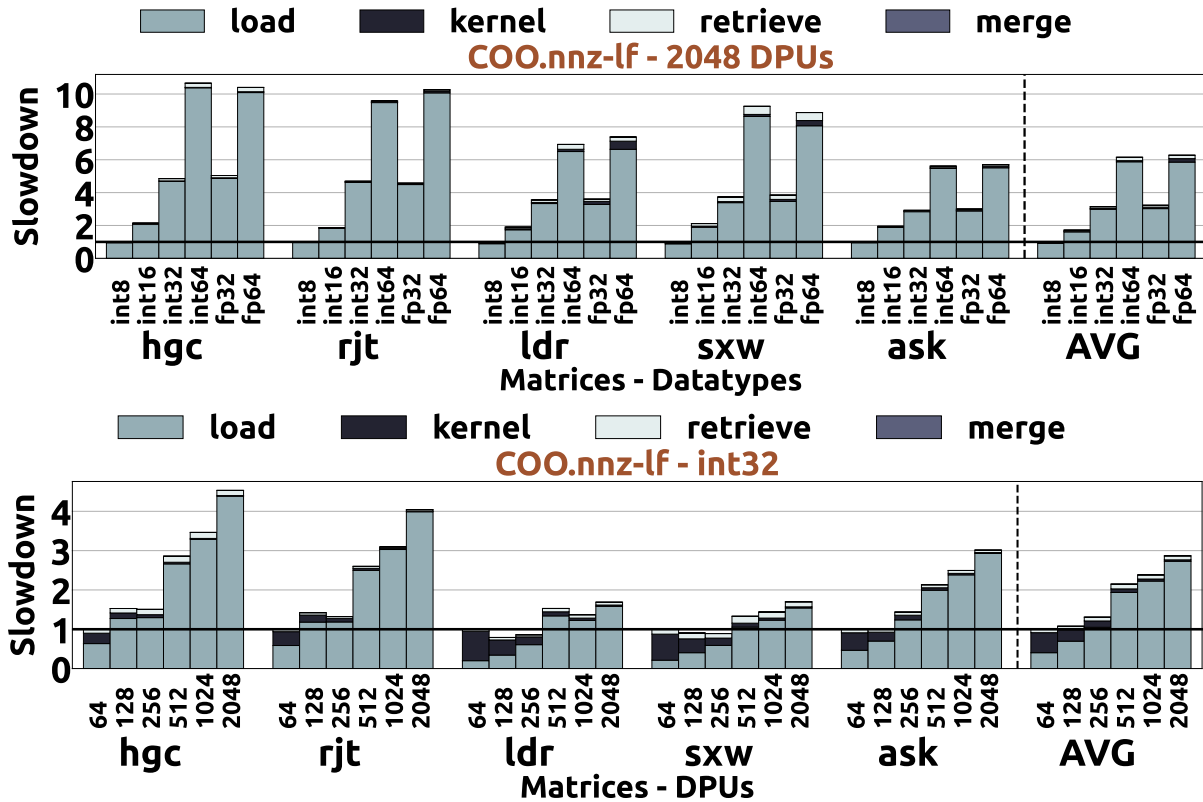 load kernel retrieve merge
COO.nnz-lf - 2048 DPUs
Slowdown
10
8
6
4
2
0
int8 int16 int32 int64 fp32 fp64 int8 int16 int32 int64 fp32 fp64 int8 int16 int32 int64 fp32 fp64 int8 int16 int32 int64 fp32 fp64 int8 int16 int32 int64 fp32 fp64 int8 int16 int32 int64 fp32 fp64
hgc rjt ldr sxw ask AVG
Matrices - Datatypes
load kernel retrieve merge
COO.nnz-lf - int32
Slowdown
4
3
2
1
0
64 128 256 512 1024 2048 64 128 256 512 1024 2048 64 128 256 512 1024 2048 64 128 256 512 1024 2048 64 128 256 512 1024 2048 64 128 256 512 1024 2048
hgc rjt ldr sxw ask AVG
Matrices - DPUs